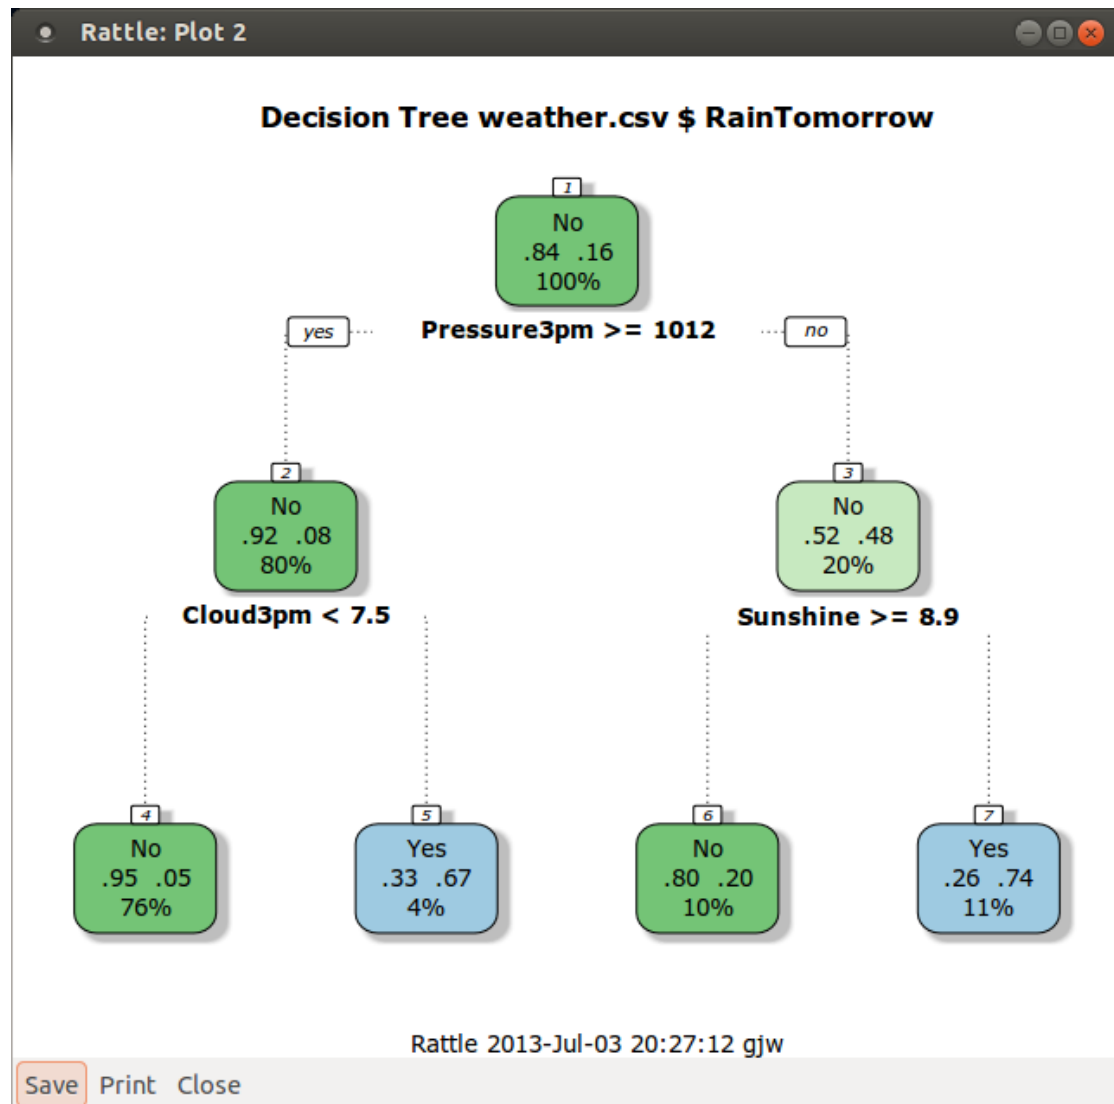 Rattle: Plot 2
Decision Tree weather.csv $ RainTomorrow
1
No
.84 .16
100%
yes
Pressure3pm >= 1012
no
2
No
.92 .08
80%
3
No
.52 .48
20%
Cloud3pm < 7.5
Sunshine >= 8.9
4
No
.95 .05
76%
5
Yes
.33 .67
4%
6
No
.80 .20
10%
7
Yes
.26 .74
11%
Rattle 2013-Jul-03 20:27:12 gjw
Save Print Close